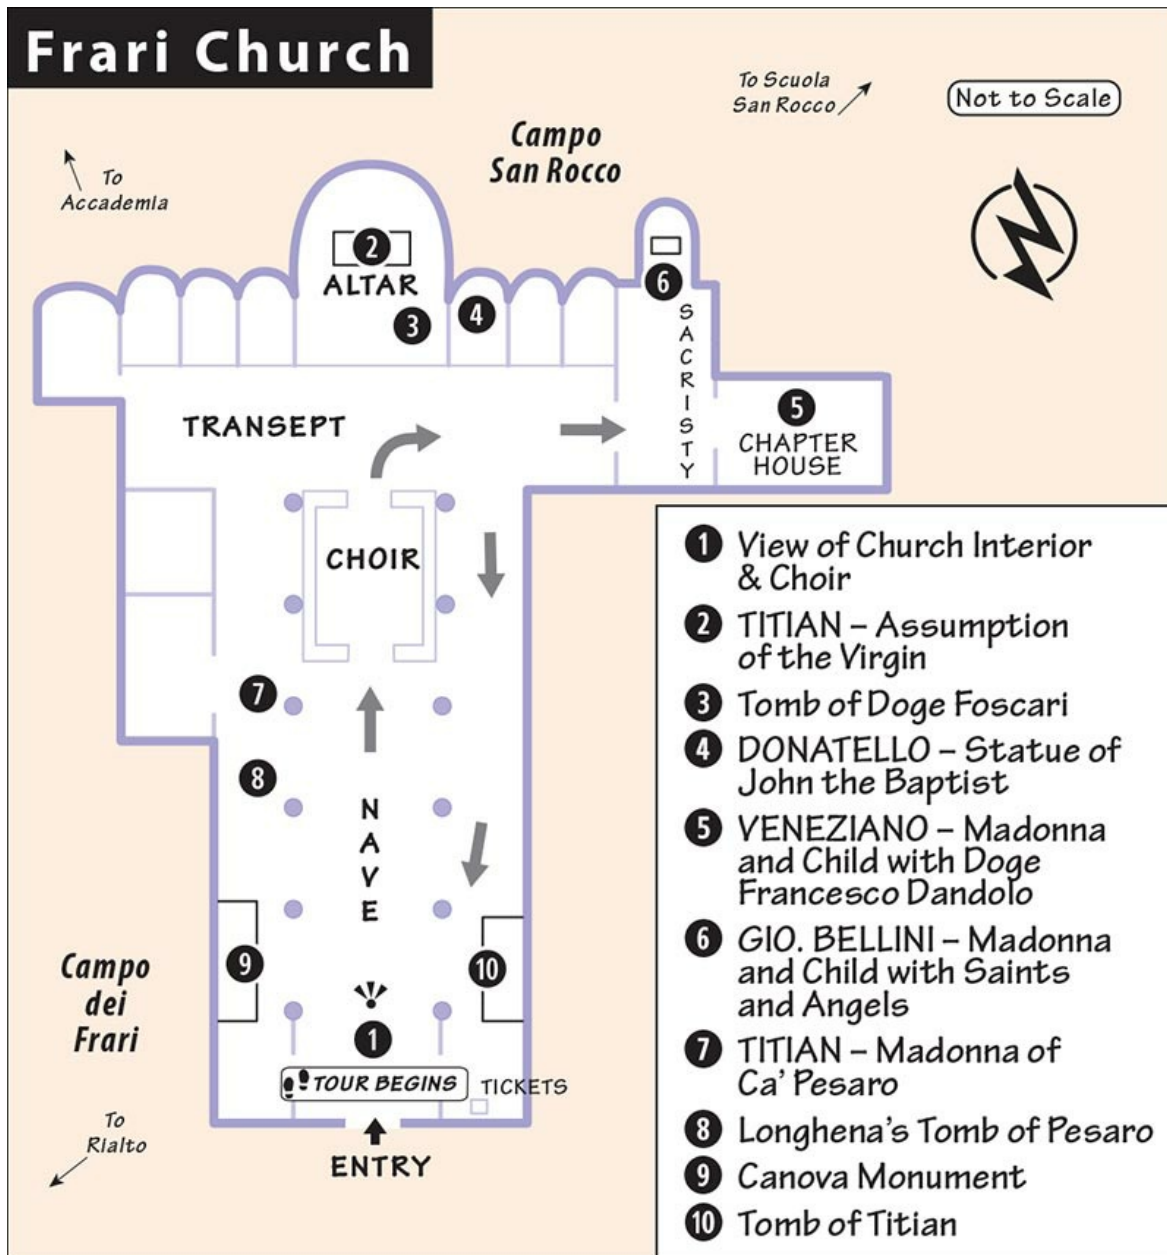 Frari Church
To Scuola
San Rocco
Not to Scale
Campo
San Rocco
To
Accademia
2
ALTAR
3
4
6
SACRISTY
TRANSEPT
5
CHAPTER
HOUSE
CHOIR
7
8
NAVE
Campo
dei
Frari
9
10
1
TOUR BEGINS
TICKETS
To
Rialto
ENTRY
1 View of Church Interior
& Choir
2 TITIAN – Assumption
of the Virgin
3 Tomb of Doge Foscari
4 DONATELLO – Statue of
John the Baptist
5 VENEZIANO – Madonna
and Child with Doge
Francesco Dandolo
6 GIO. BELLINI – Madonna
and Child with Saints
and Angels
7 TITIAN – Madonna of
Ca' Pesaro
8 Longhena's Tomb of Pesaro
9 Canova Monument
10 Tomb of Titian